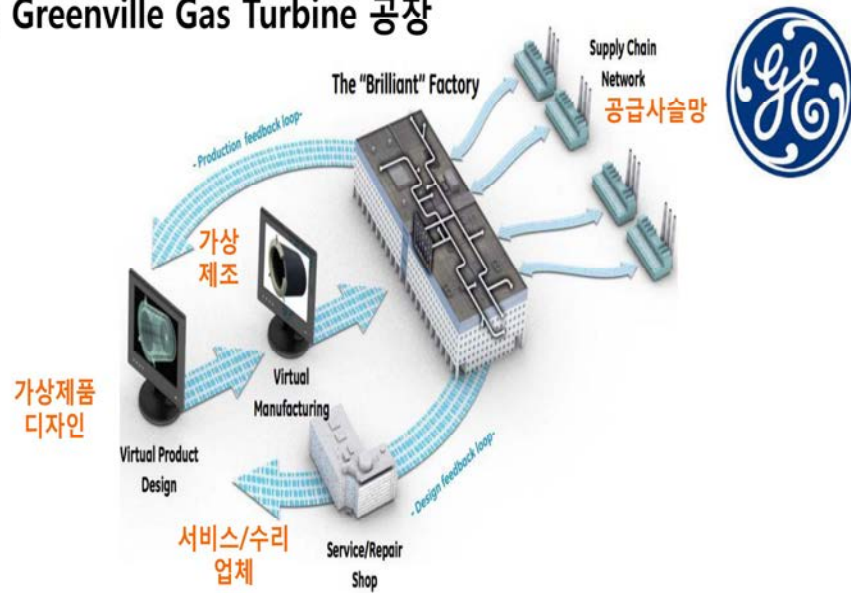 Greenville Gas Turbine 공장
The "Brilliant" Factory
Supply Chain
Network
공급사슬망
GE
- Production feedback loop-
가상
제조
가상제품
디자인
Virtual
Manufacturing
Virtual Product
Design
- Design feedback loop-
서비스/수리
업체
Service/Repair
Shop